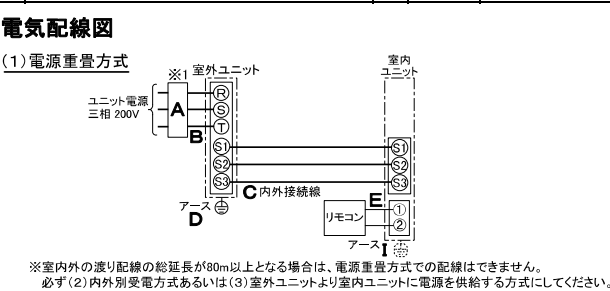 電気配線図
(1)電源重畳方式
※1
室外ユニット
室内
ユニット
ユニット電源
三相 200V
A
B
R
S
T
S1
S2
S3
S1
S2
S3
C 内外接続線
アース
D
E
リモコン
①
②
アース I
※室内外の渡り配線の総延長が80m以上となる場合は、電源重畳方式での配線はできません。
必ず(2)内外別受電方式あるいは(3)室外ユニットより室内ユニットに電源を供給する方式にしてください。